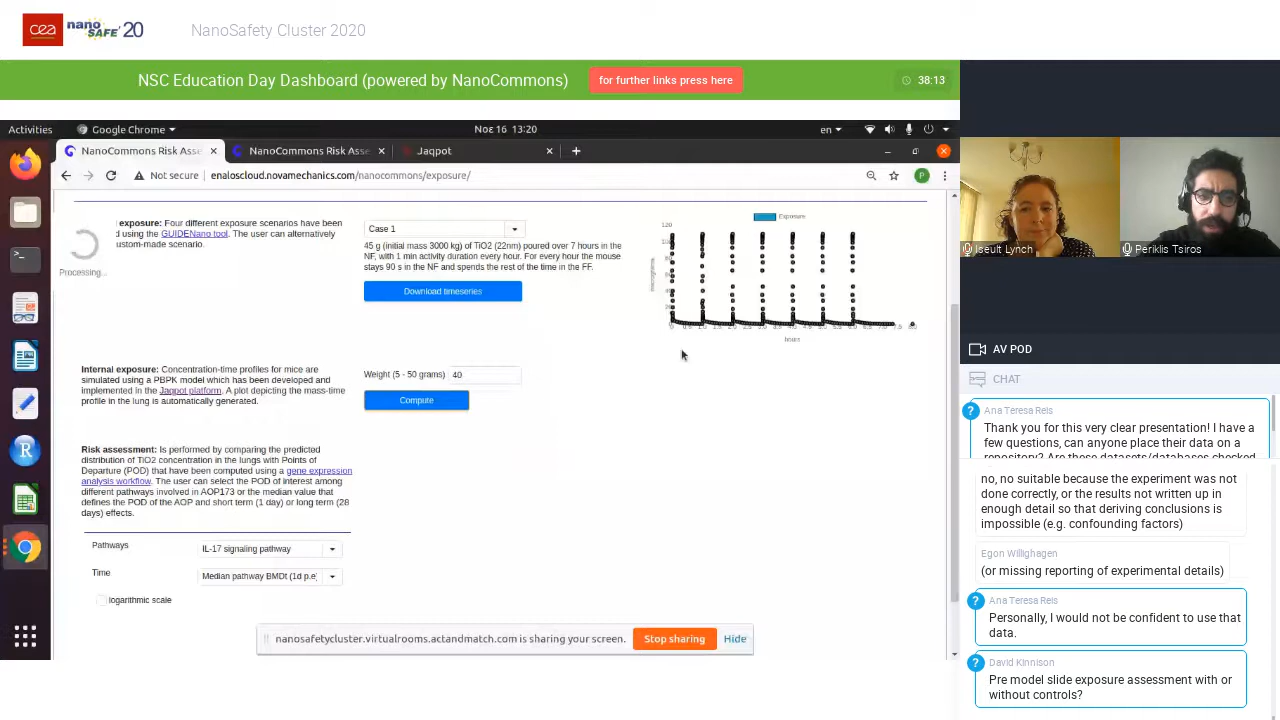 cea nano SAFE'20
NanoSafety Cluster 2020
NSC Education Day Dashboard (powered by NanoCommons)
for further links press here
38:13
Activities
Google Chrome
Νοε 16 13:20
en
NanoCommons Risk Asse
NanoCommons Risk Asse
Jaqpot
Not secure
enaloscloud.novamechanics.com/nanocommons/exposure/
P
exposure: Four different exposure scenarios have been
d using the GUIDENano tool. The user can alternatively
ustom-made scenario.
Processing...
Case 1
45 g (initial mass 3000 kg) of TiO2 (22nm) poured over 7 hours in the
NF, with 1 min activity duration every hour. For every hour the mouse
stays 90 s in the NF and spends the rest of the time in the FF.
Download timeseries
Exposure
120
hours
Internal exposure: Concentration-time profiles for mice are
simulated using a PBPK model which has been developed and
implemented in the Jaqpot platform. A plot depicting the mass-time
profile in the lung is automatically generated.
Weight (5 - 50 grams)
40
Compute
Risk assessment: Is performed by comparing the predicted
distribution of TiO2 concentration in the lungs with Points of
Departure (POD) that have been computed using a gene expression
analysis workflow. The user can select the POD of interest among
different pathways involved in AOP173 or the median value that
defines the POD of the AOP and short term (1 day) or long term (28
days) effects.
Pathways
IL-17 signaling pathway
Time
Median pathway BMDt (1d p.e)
logarithmic scale
nanosafetycluster.virtualrooms.actandmatch.com is sharing your screen.
Stop sharing
Hide
Iseult Lynch
Periklis Tsiros
AV POD
CHAT
Ana Teresa Reis
Thank you for this very clear presentation! I have a
few questions, can anyone place their data on a
repository? Are these datasets/databases checked
no, no suitable because the experiment was not
done correctly, or the results not written up in
enough detail so that deriving conclusions is
impossible (e.g. confounding factors)
Egon Willighagen
(or missing reporting of experimental details)
Ana Teresa Reis
Personally, I would not be confident to use that
data.
David Kinnison
Pre model slide exposure assessment with or
without controls?